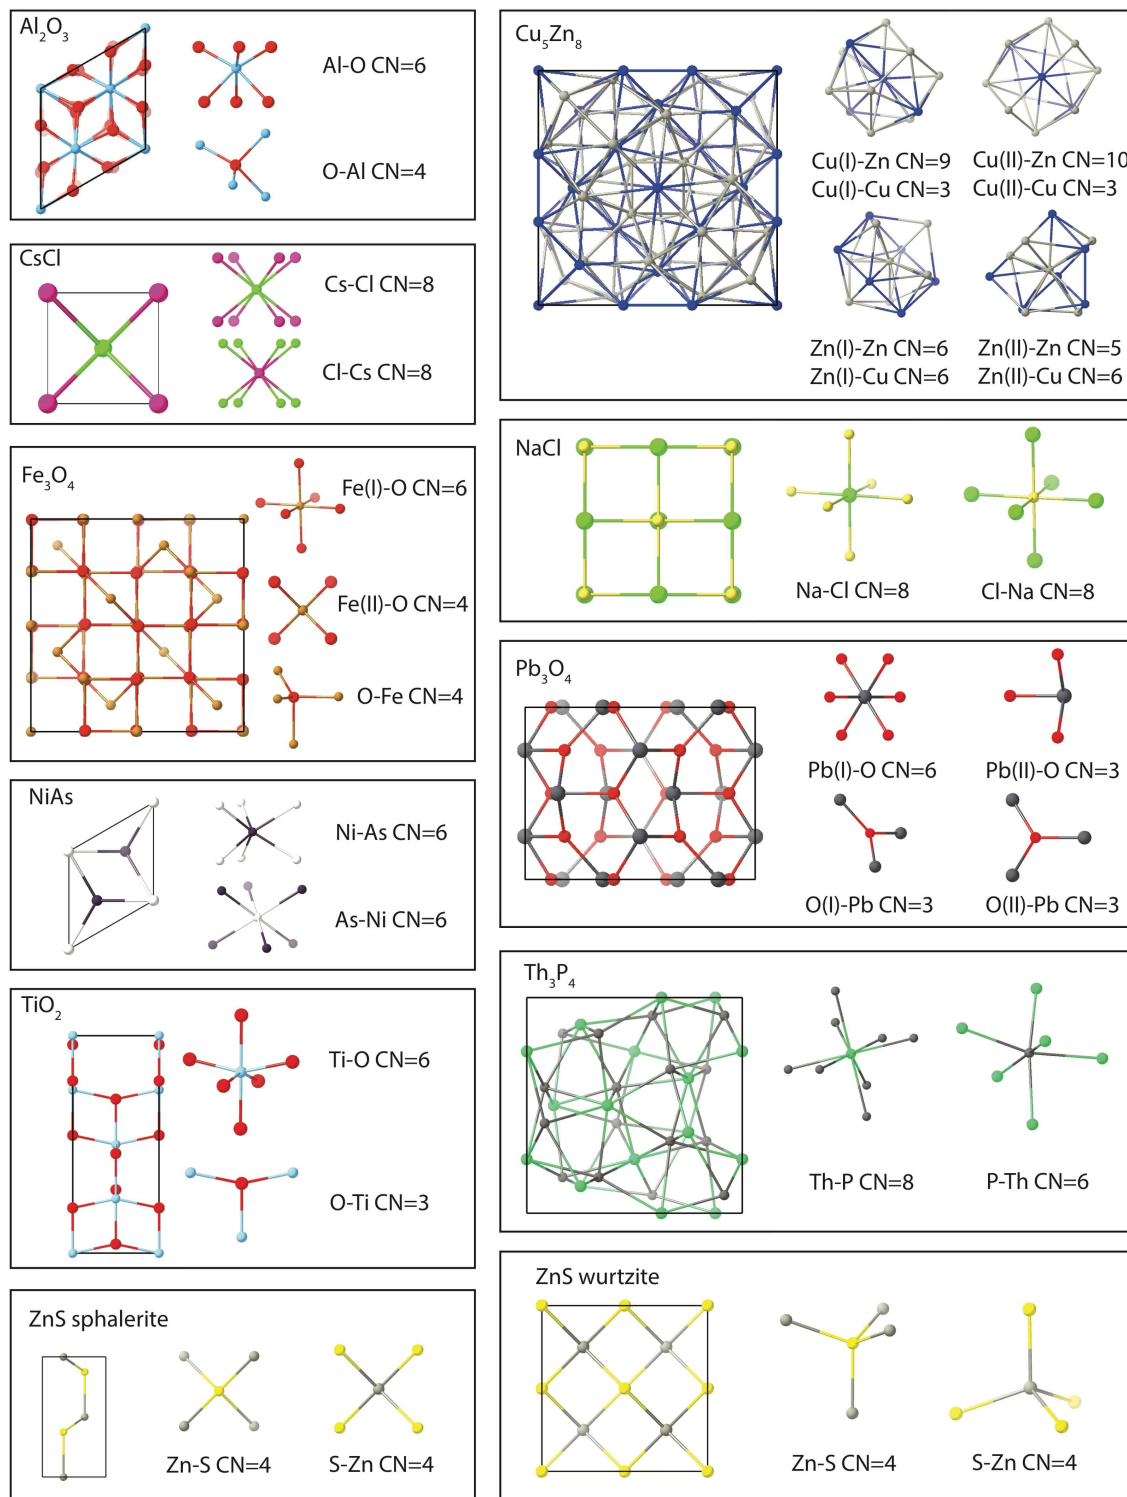 Al₂O₃
Al-O CN=6
O-Al CN=4
CsCl
Cs-Cl CN=8
Cl-Cs CN=8
Fe₃O₄
Fe(I)-O CN=6
Fe(II)-O CN=4
O-Fe CN=4
NiAs
Ni-As CN=6
As-Ni CN=6
TiO₂
Ti-O CN=6
O-Ti CN=3
ZnS sphalerite
Zn-S CN=4
S-Zn CN=4
Cu₅Zn₈
Cu(I)-Zn CN=9
Cu(I)-Cu CN=3
Cu(II)-Zn CN=10
Cu(II)-Cu CN=3
Zn(I)-Zn CN=6
Zn(I)-Cu CN=6
Zn(II)-Zn CN=5
Zn(II)-Cu CN=6
NaCl
Na-Cl CN=8
Cl-Na CN=8
Pb₃O₄
Pb(I)-O CN=6
Pb(II)-O CN=3
O(I)-Pb CN=3
O(II)-Pb CN=3
Th₃P₄
Th-P CN=8
P-Th CN=6
ZnS wurtzite
Zn-S CN=4
S-Zn CN=4